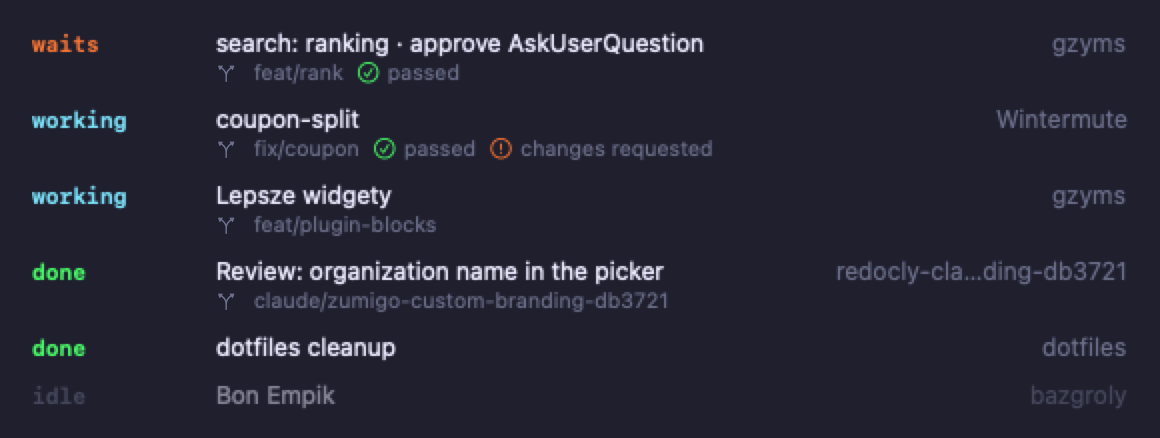 waits search: ranking · approve AskUserQuestion gzyms
feat/rank passed
working coupon-split Wintermute
fix/coupon passed changes requested
working Lepsze widgety gzyms
feat/plugin-blocks
done Review: organization name in the picker redocly-cla...ding-db3721
claude/zumigo-custom-branding-db3721
done dotfiles cleanup dotfiles
idle Bon Empik bazgroly